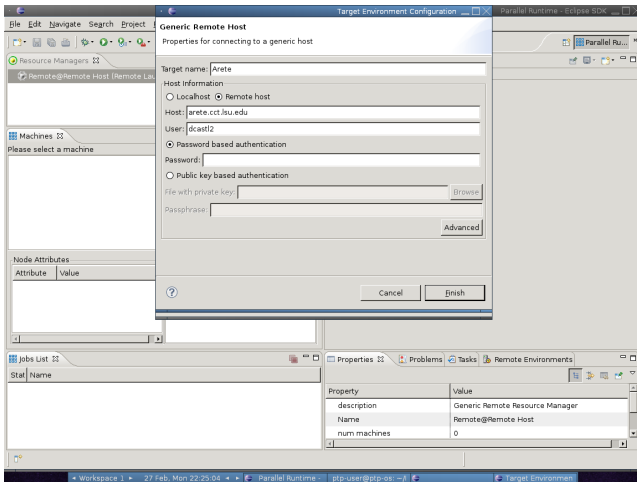 Target Environment Configuration
Parallel Runtime - Eclipse SDK
File Edit Navigate Search Project
Generic Remote Host
Properties for connecting to a generic host
Parallel Ru...
Resource Managers
Remote@Remote Host (Remote Lau
Target name: Arete
Host Information
Localhost Remote host
Host: arete.cct.lsu.edu
User: dcastl2
Password based authentication
Password:
Public key based authentication
File with private key: Browse
Passphrase:
Advanced
Cancel Finish
Machines
Please select a machine
Node Attributes
Attribute Value
Jobs List
Stat Name
Properties Problems Tasks Remote Environments
Property Value
description Generic Remote Resource Manager
Name Remote@Remote Host
num machines 0
Workspace 1 27 Feb, Mon 22:25:04 Parallel Runtime - ptp-user@ptp-os: ~/ Target Environmen